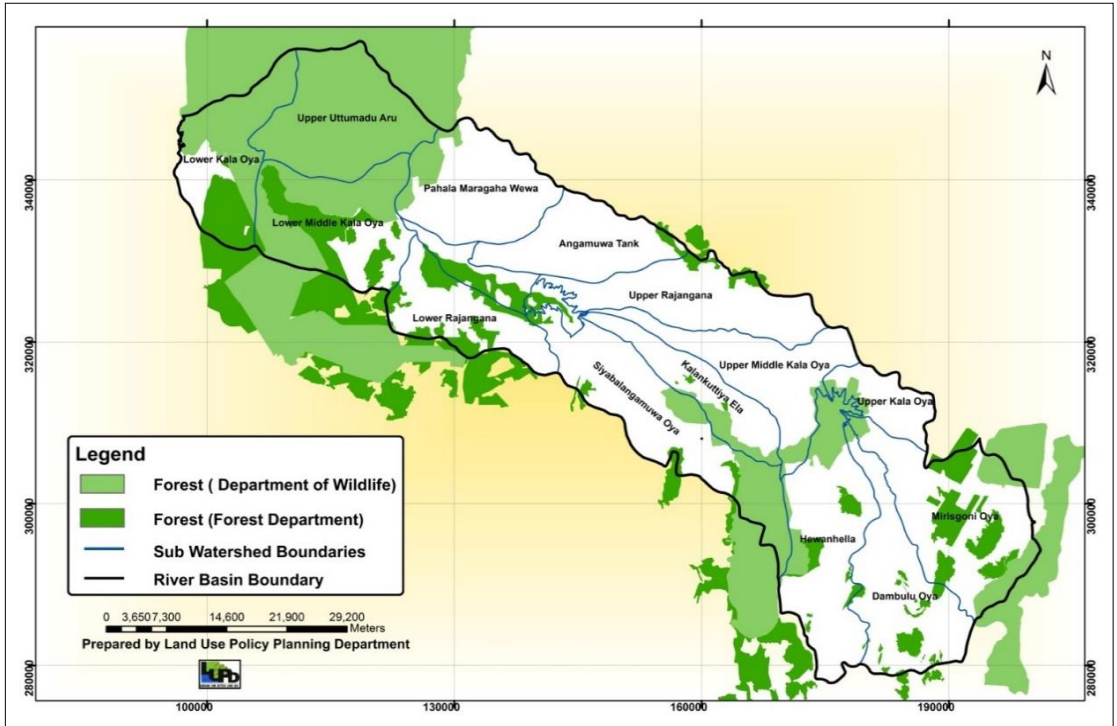 N
Upper Uttumadu Aru
Lower Kala Oya
Pahala Maragaha Wewa
340000
340000
Lower Middle Kala Oya
Angamuwa Tank
Upper Rajangana
Lower Rajangana
320000
320000
Upper Middle Kala Oya
Kalankuttiya Ela
Siyabalangamuwa Oya
Upper Kala Oya
Legend
Forest ( Department of Wildlife)
Forest (Forest Department)
Sub Watershed Boundaries
River Basin Boundary
300000
300000
Mirisgoni Oya
Hewanhella
Dambulu Oya
0 3,6507,300 14,600 21,900 29,200
Meters
Prepared by Land Use Policy Planning Department
LUPPD
280000
280000
100000 130000 160000 190000